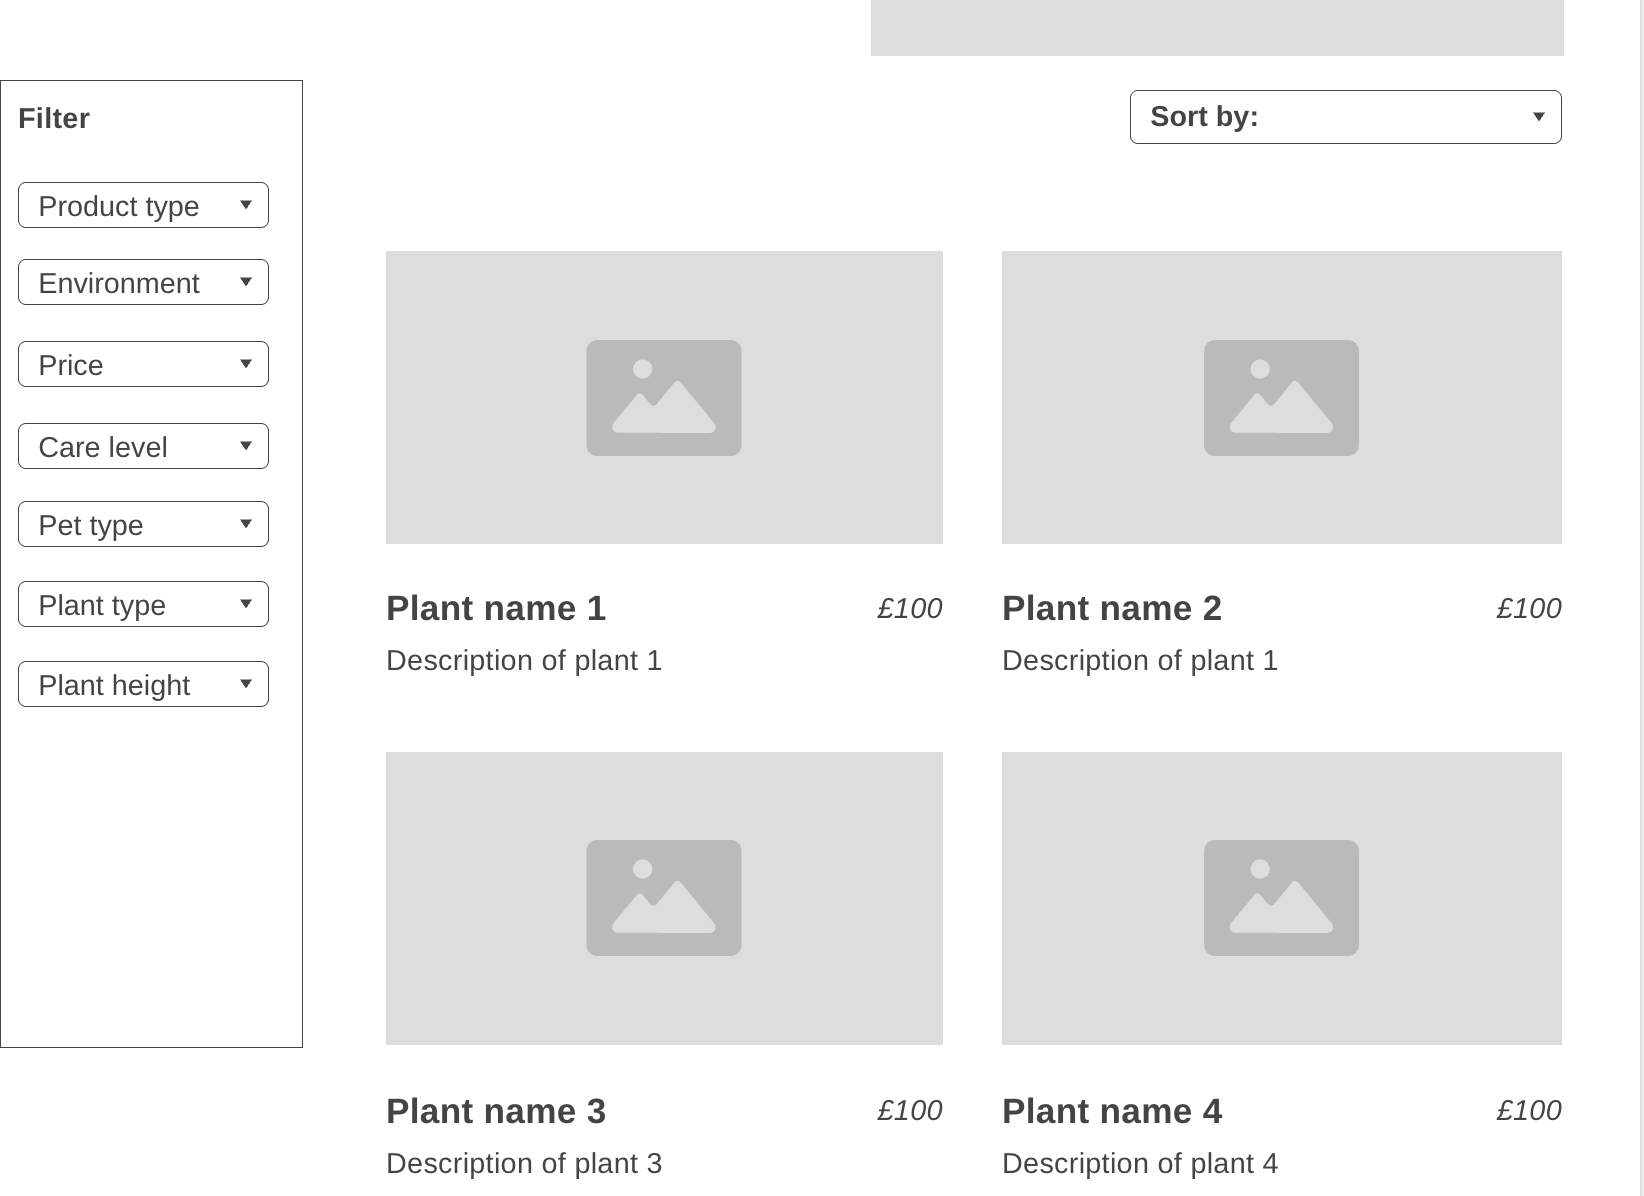 Filter
Sort by:
Product type
Environment
Price
Care level
Pet type
Plant type
Plant height
Plant name 1
£100
Description of plant 1
Plant name 2
£100
Description of plant 1
Plant name 3
£100
Description of plant 3
Plant name 4
£100
Description of plant 4